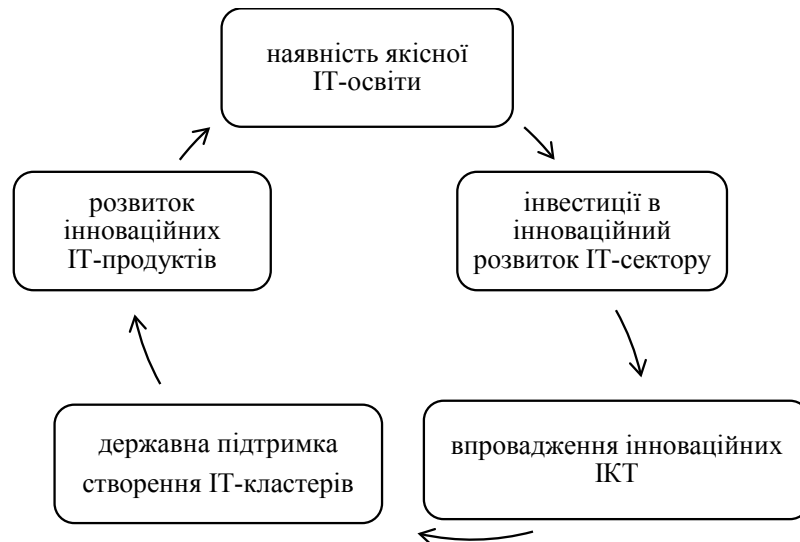 наявність якісної
ІТ-освіти
розвиток
інноваційних
ІТ-продуктів
інвестиції в
інноваційний
розвиток ІТ-сектору
державна підтримка
створення ІТ-кластерів
впровадження інноваційних
ІКТ